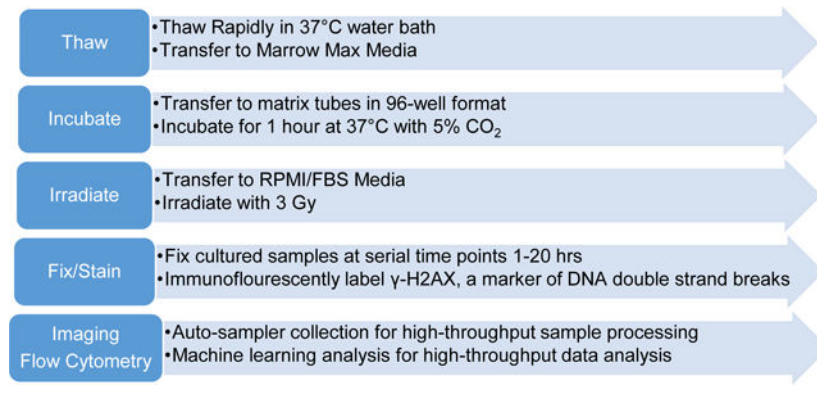 Thaw
•Thaw Rapidly in 37°C water bath
•Transfer to Marrow Max Media
Incubate
•Transfer to matrix tubes in 96-well format
•Incubate for 1 hour at 37°C with 5% CO₂
Irradiate
•Transfer to RPMI/FBS Media
•Irradiate with 3 Gy
Fix/Stain
•Fix cultured samples at serial time points 1-20 hrs
•Immunoflourescently label γ-H2AX, a marker of DNA double strand breaks
Imaging
Flow Cytometry
•Auto-sampler collection for high-throughput sample processing
•Machine learning analysis for high-throughput data analysis